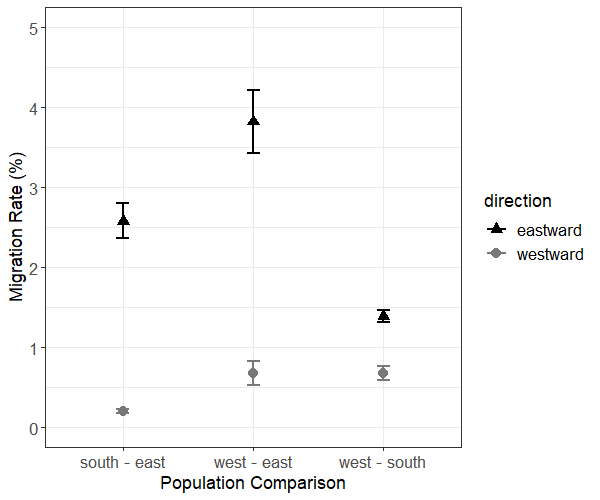 Migration Rate (%)
5
4
3
2
1
0
south - east
west - east
west - south
Population Comparison
direction
eastward
westward